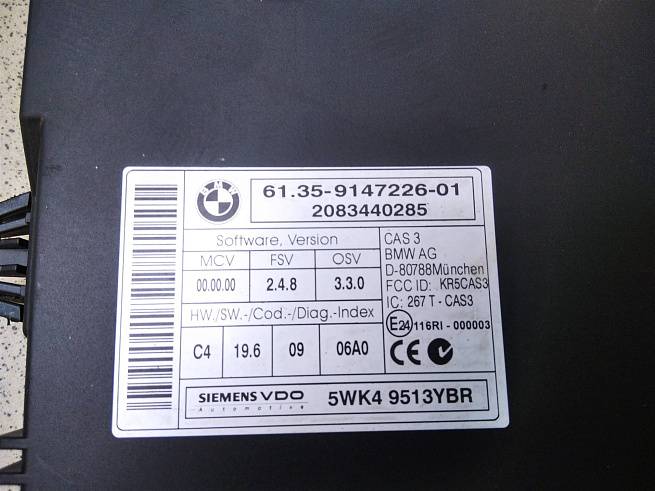 BMW
61.35-9147226-01
2083440285
Software, Version
MCV FSV OSV
00.00.00 2.4.8 3.3.0
HW./SW.-/Cod.-/Diag.-Index
C4 19.6 09 06A0
CAS 3
BMW AG
D-80788München
FCC ID: KR5CAS3
IC: 267 T - CAS3
E24 116RI - 000003
CE
SIEMENS VDO
Automotive
5WK4 9513YBR